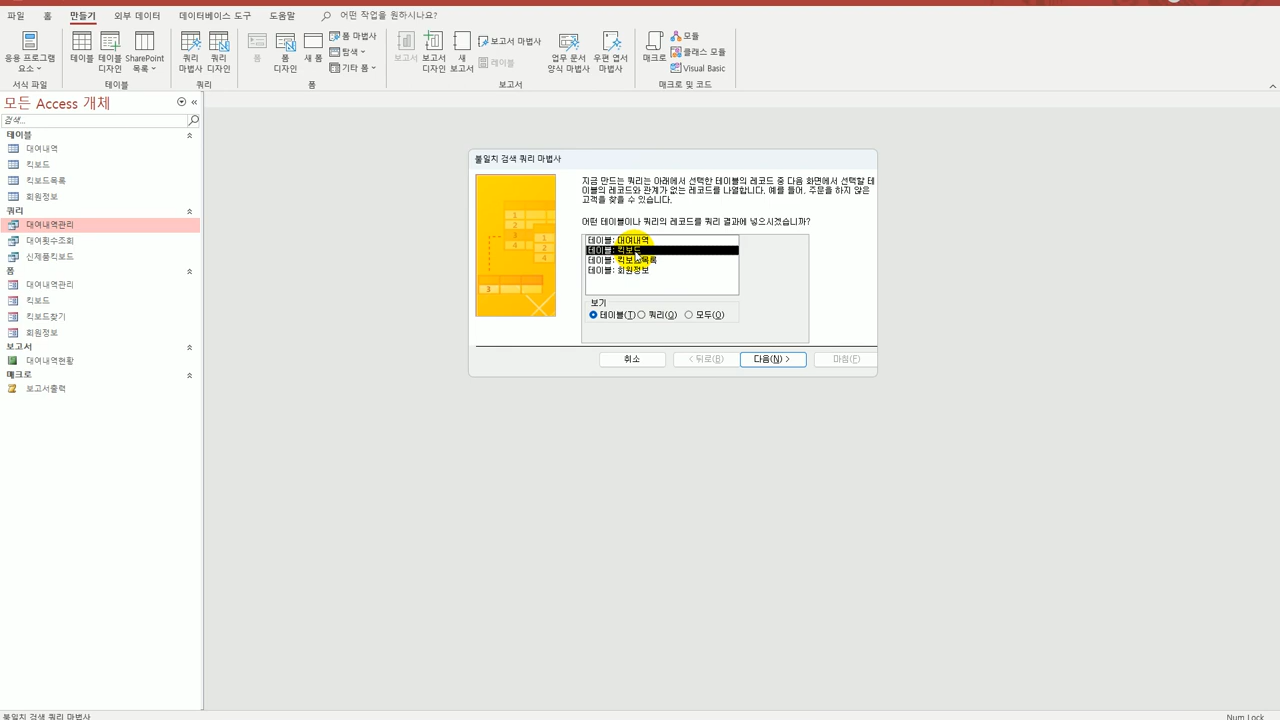 파일 홈 만들기 외부 데이터 데이터베이스 도구 도움말 어떤 작업을 원하시나요?
응용 프로그램 요소
테이블
테이블 디자인
SharePoint 목록
쿼리 마법사
쿼리 디자인
폼
폼 디자인
새 폼
폼 마법사
탐색
기타 폼
보고서
보고서 디자인
새 보고서
보고서 마법사
레이블
업무 문서 양식 마법사
우편 엽서 마법사
매크로
모듈
클래스 모듈
Visual Basic
서식 파일 테이블 쿼리 폼 보고서 매크로 및 코드
모든 Access 개체
검색...
테이블
대여내역
킥보드
킥보드목록
회원정보
쿼리
대여내역관리
대여횟수조회
신제품킥보드
폼
대여내역관리
킥보드
킥보드찾기
회원정보
보고서
대여내역현황
매크로
보고서출력
불일치 검색 쿼리 마법사
지금 만드는 쿼리는 아래에서 선택한 테이블의 레코드 중 다음 화면에서 선택할 테
이블의 레코드와 관계가 없는 레코드를 나열합니다. 예를 들어, 주문을 하지 않은
고객을 찾을 수 있습니다.
어떤 테이블이나 쿼리의 레코드를 쿼리 결과에 넣으시겠습니까?
테이블: 대여내역
테이블: 킥보드
테이블: 킥보드목록
테이블: 회원정보
보기
테이블(T) 쿼리(Q) 모두(O)
취소 < 뒤로(B) 다음(N) > 마침(F)
불일치 검색 쿼리 마법사
Num Lock